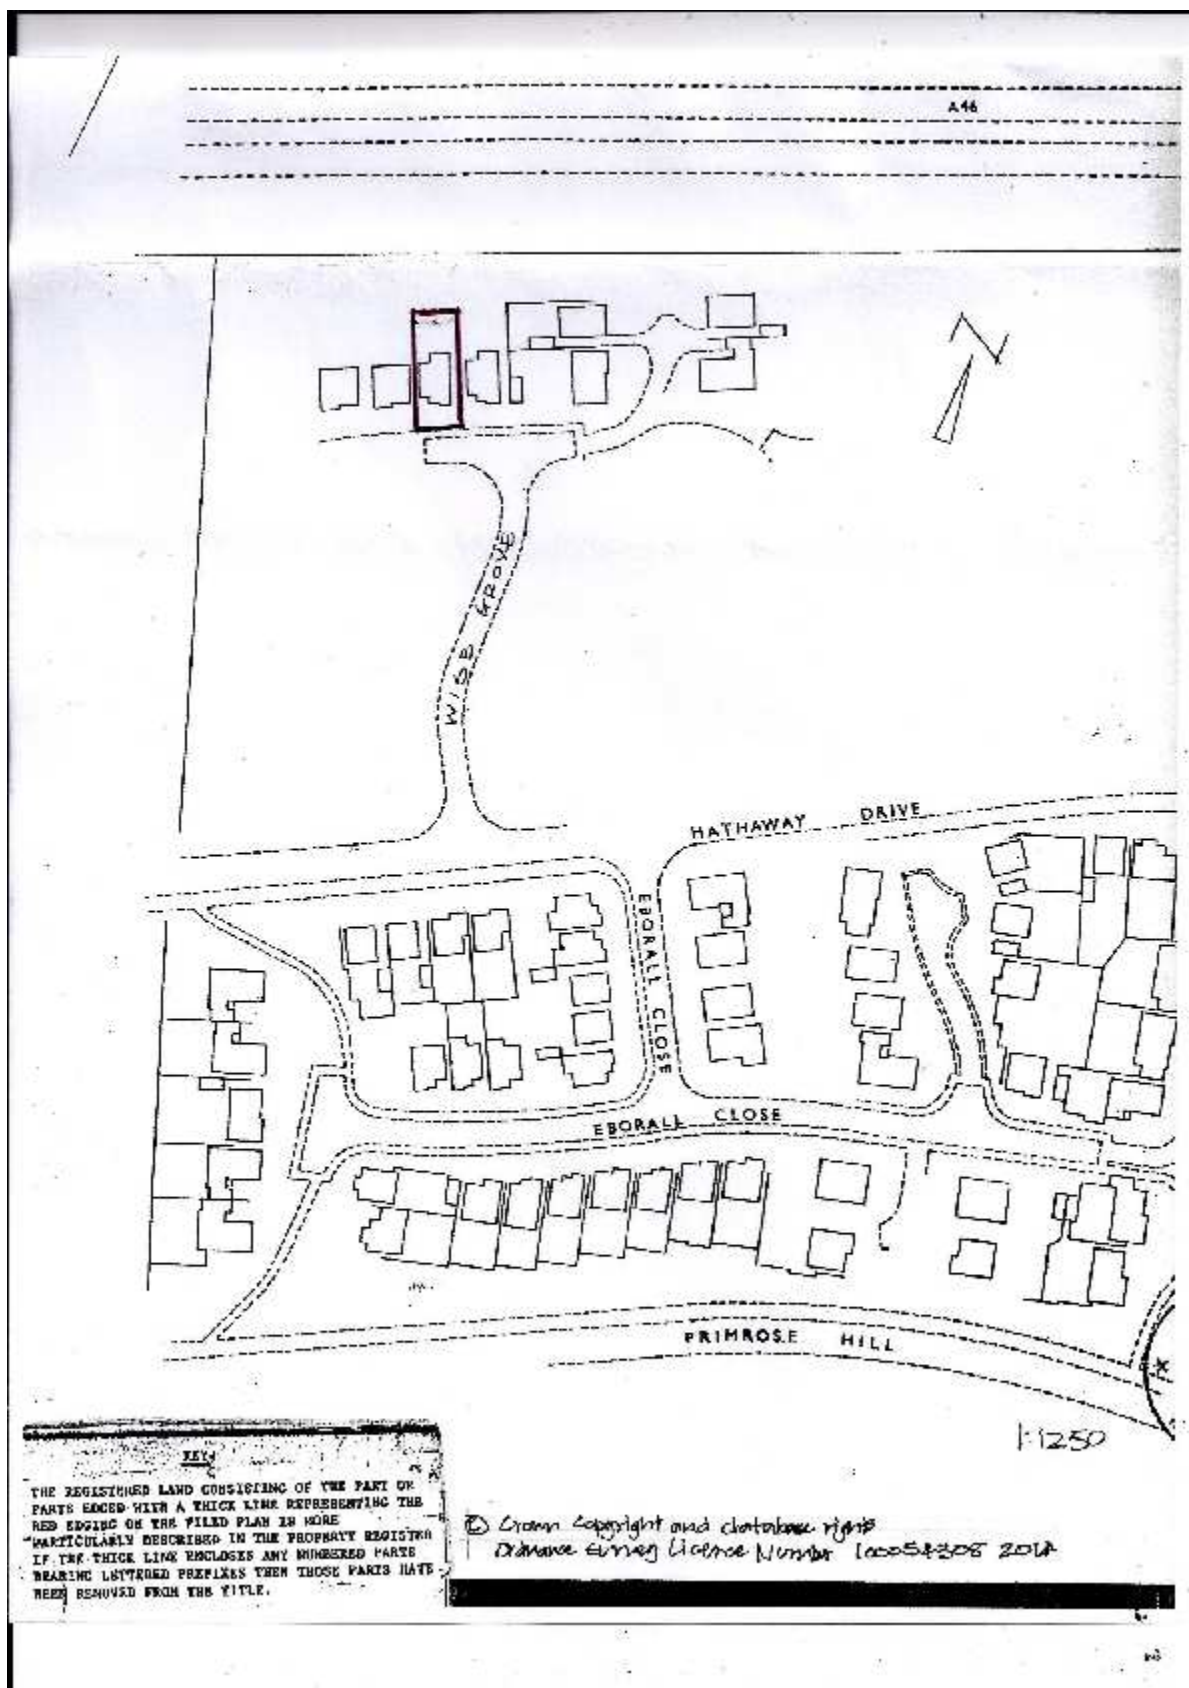 A46
N
WISE GROVE
HATHAWAY DRIVE
EBORALL CLOSE
EBORALL CLOSE
PRIMROSE HILL
1:1250
KEY
THE REGISTERED LAND CONSISTING OF THE PART OR
PARTS EDGED WITH A THICK LINE REPRESENTING THE
RED EDGING ON THE FILED PLAN IS MORE
PARTICULARLY DESCRIBED IN THE PROPERTY REGISTER
IF THE THICK LINE ENCLOSES ANY NUMBERED PARTS
BEARING LETTERED PREFIXES THEN THOSE PARTS HAVE
BEEN REMOVED FROM THE TITLE.
© Crown Copyright and database rights
Ordnance Survey Licence Number 100054308